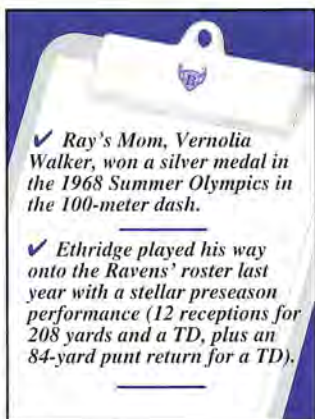 B
✔ Ray's Mom, Vernolia
Walker, won a silver medal in
the 1968 Summer Olympics in
the 100-meter dash.
✔ Ethridge played his way
onto the Ravens' roster last
year with a stellar preseason
performance (12 receptions for
208 yards and a TD, plus an
84-yard punt return for a TD).